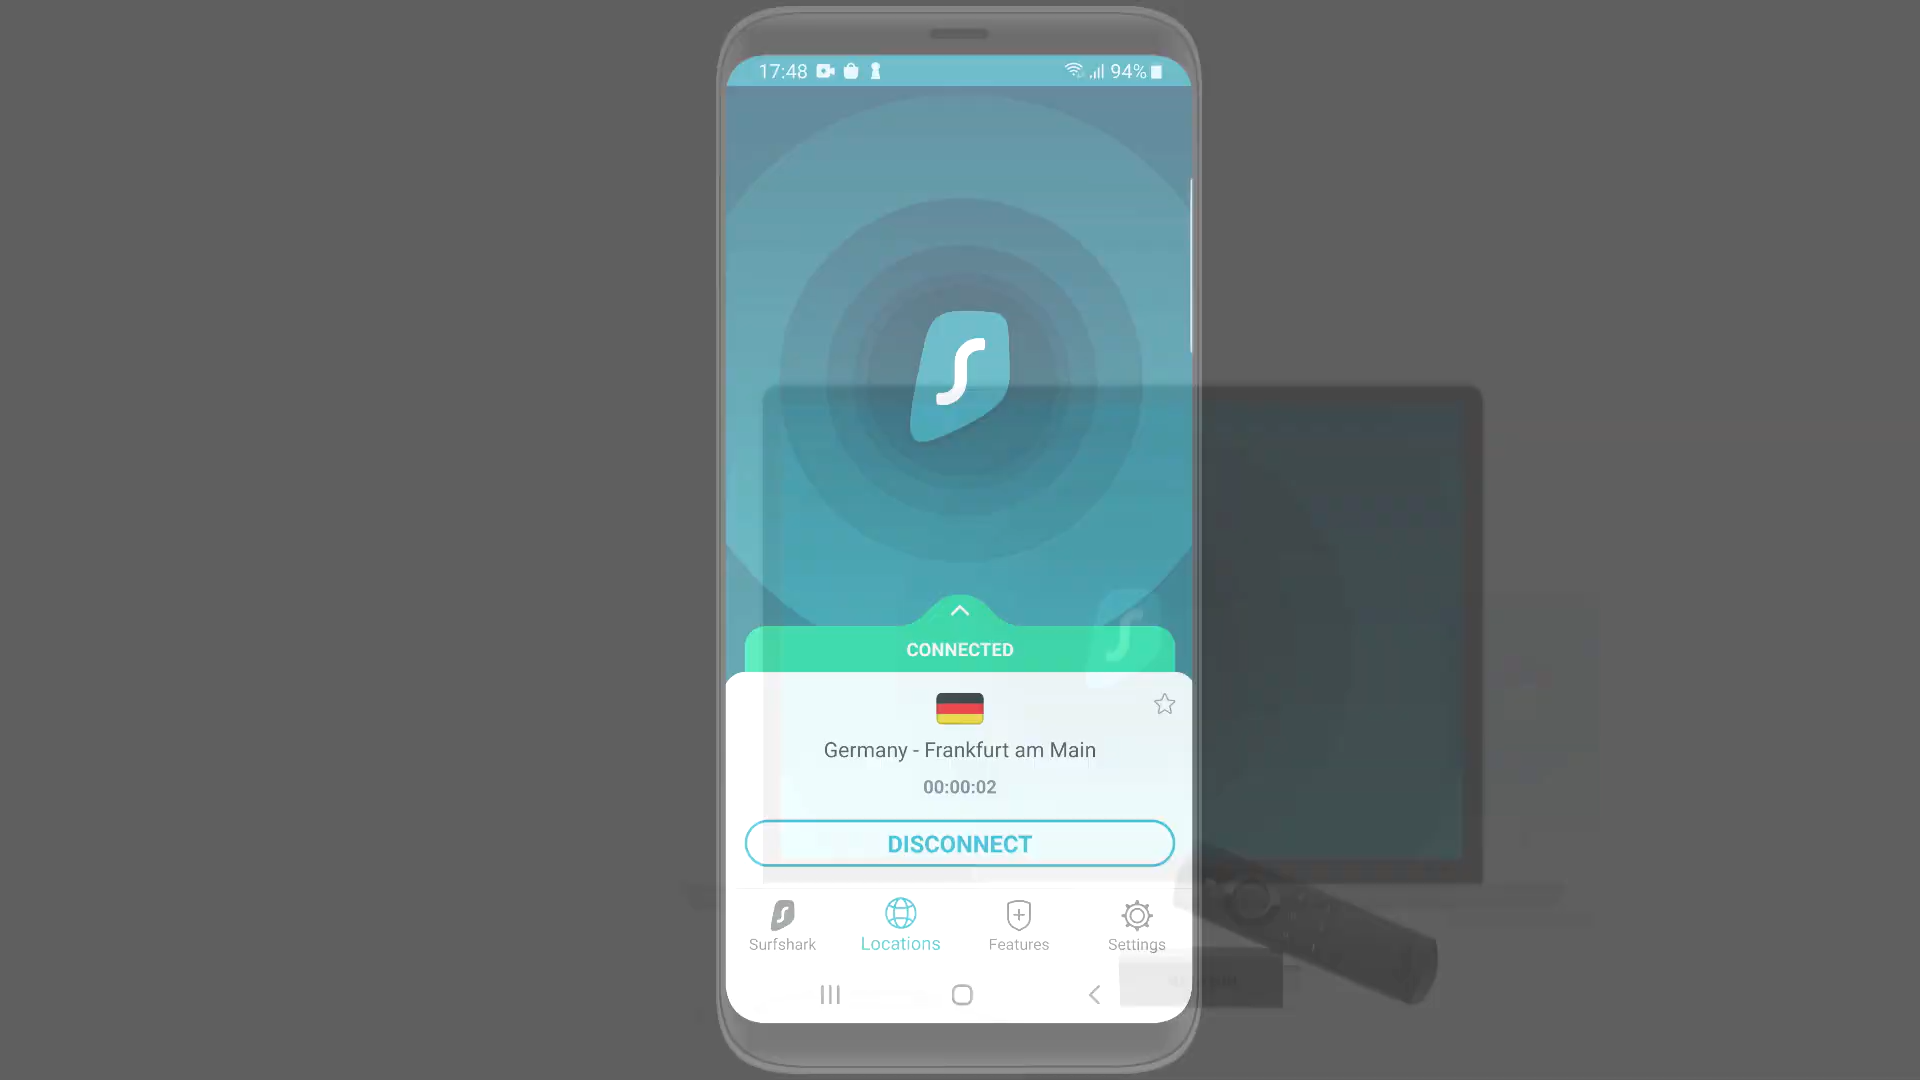 17:48 94%
CONNECTED
Germany - Frankfurt am Main
00:00:02
DISCONNECT
Surfshark Locations Features Settings